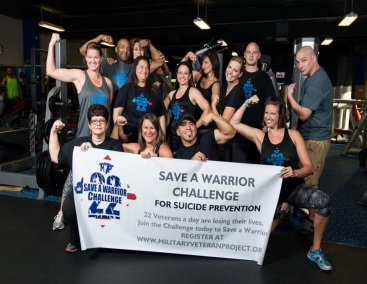 SAVE A WARRIOR
CHALLENGE
22
SAVE A WARRIOR
CHALLENGE
FOR SUICIDE PREVENTION
22 Veterans a day are losing their lives.
Join the Challenge today to Save a Warrior
REGISTER AT
WWW.MILITARYVETERANPROJECT.OR